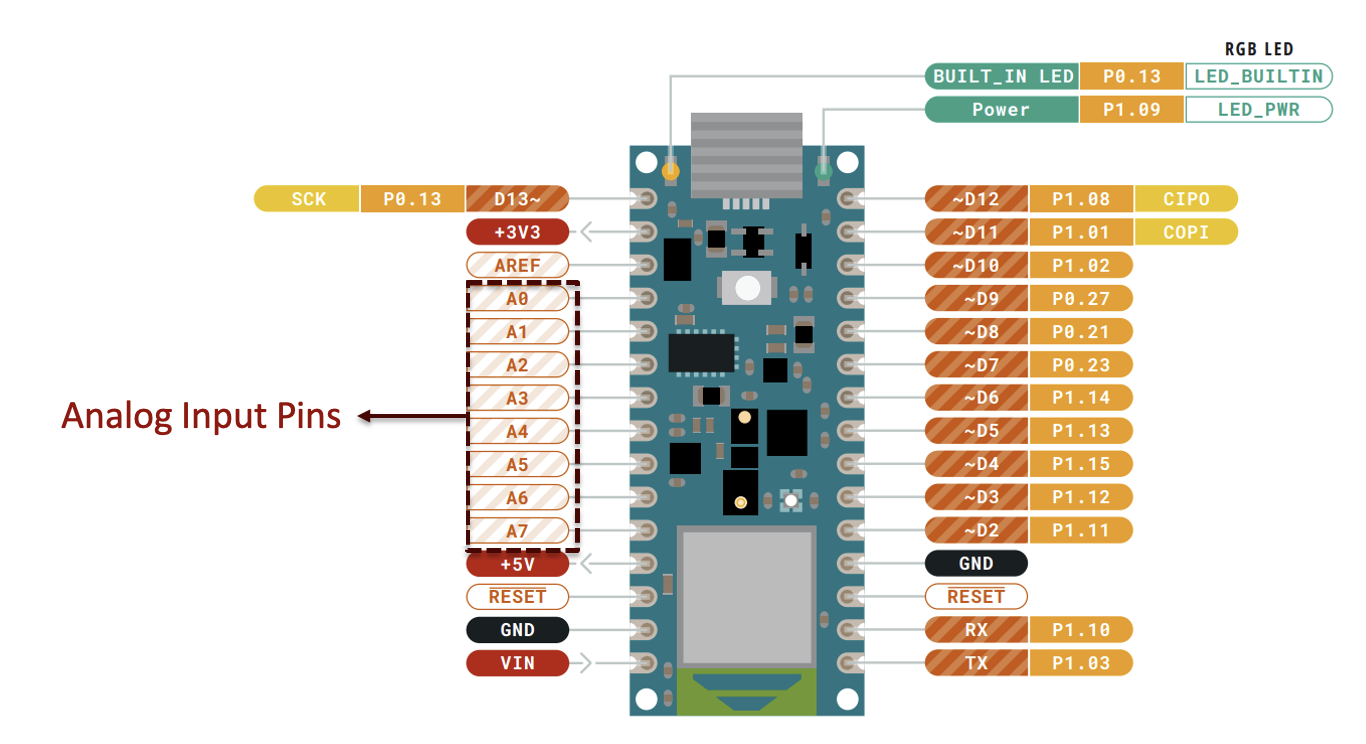 RGB LED
BUILT_IN LED P0.13 LED_BUILTIN
Power P1.09 LED_PWR
SCK P0.13 D13~
+3V3
AREF
A0
A1
A2
A3
A4
A5
A6
A7
+5V
RESET
GND
VIN
Analog Input Pins
~D12 P1.08 CIPO
~D11 P1.01 COPI
~D10 P1.02
~D9 P0.27
~D8 P0.21
~D7 P0.23
~D6 P1.14
~D5 P1.13
~D4 P1.15
~D3 P1.12
~D2 P1.11
GND
RESET
RX P1.10
TX P1.03